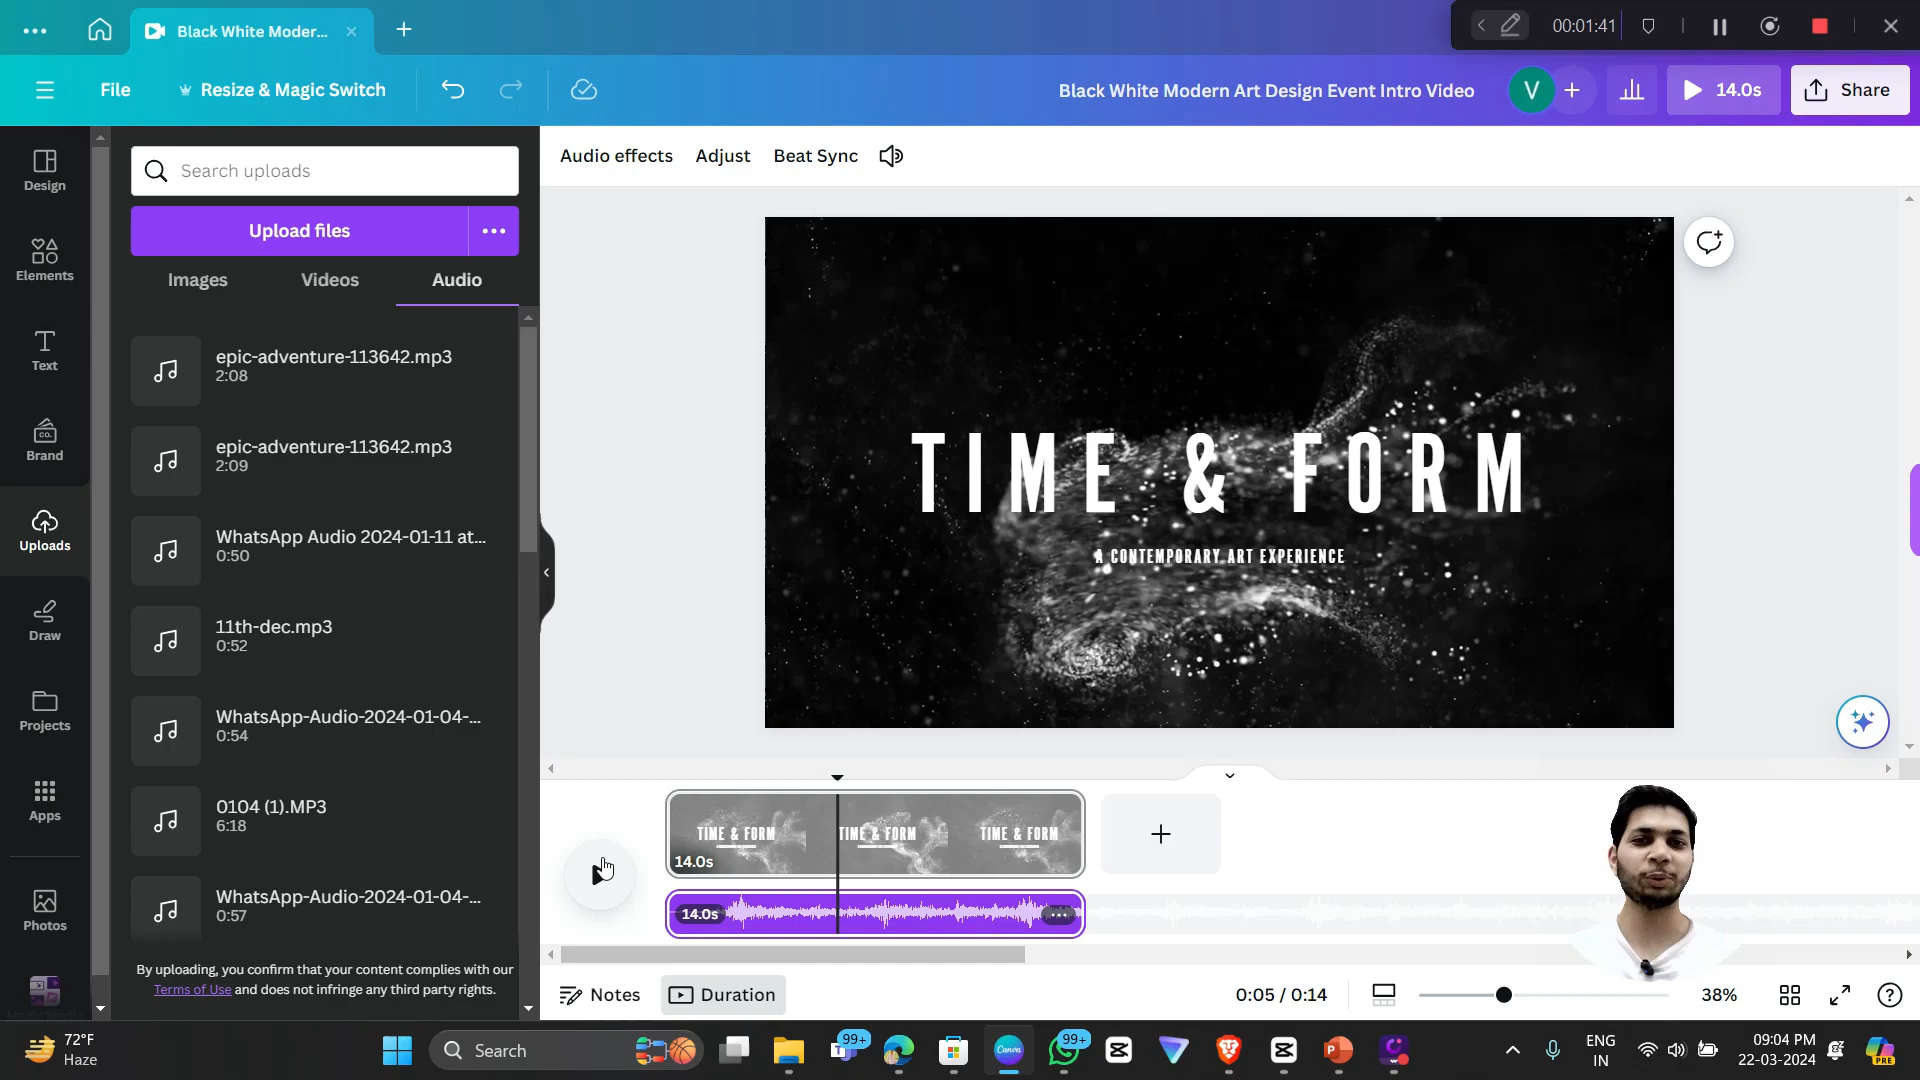 Black White Moder...
00:01:41
File
Resize & Magic Switch
Black White Modern Art Design Event Intro Video
V
14.0s
Share
Design
Elements
Text
CO.
Brand
Uploads
Draw
Projects
Apps
Photos
Search uploads
Upload files
Images
Videos
Audio
epic-adventure-113642.mp3
2:08
epic-adventure-113642.mp3
2:09
WhatsApp Audio 2024-01-11 at...
0:50
11th-dec.mp3
0:52
WhatsApp-Audio-2024-01-04-...
0:54
0104 (1).MP3
6:18
WhatsApp-Audio-2024-01-04-...
0:57
By uploading, you confirm that your content complies with our
Terms of Use and does not infringe any third party rights.
Audio effects
Adjust
Beat Sync
TIME & FORM
A CONTEMPORARY ART EXPERIENCE
TIME & FORM
TIME & FORM
TIME & FORM
14.0s
14.0s
Notes
Duration
0:05 / 0:14
38%
72°F
Haze
Search
99+
Canva
99+
ENG
IN
09:04 PM
22-03-2024
PRE